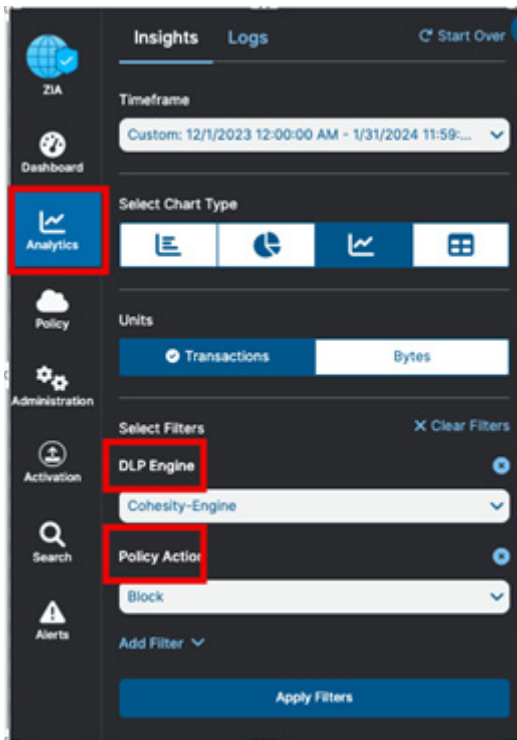 Insights Logs Start Over
ZIA
Timeframe
Custom: 12/1/2023 12:00:00 AM - 1/31/2024 11:59:...
Dashboard
Select Chart Type
Analytics
Policy
Units
Transactions Bytes
Administration
Select Filters Clear Filters
DLP Engine
Activation
Cohesity-Engine
Search
Policy Action
Block
Alerts
Add Filter
Apply Filters